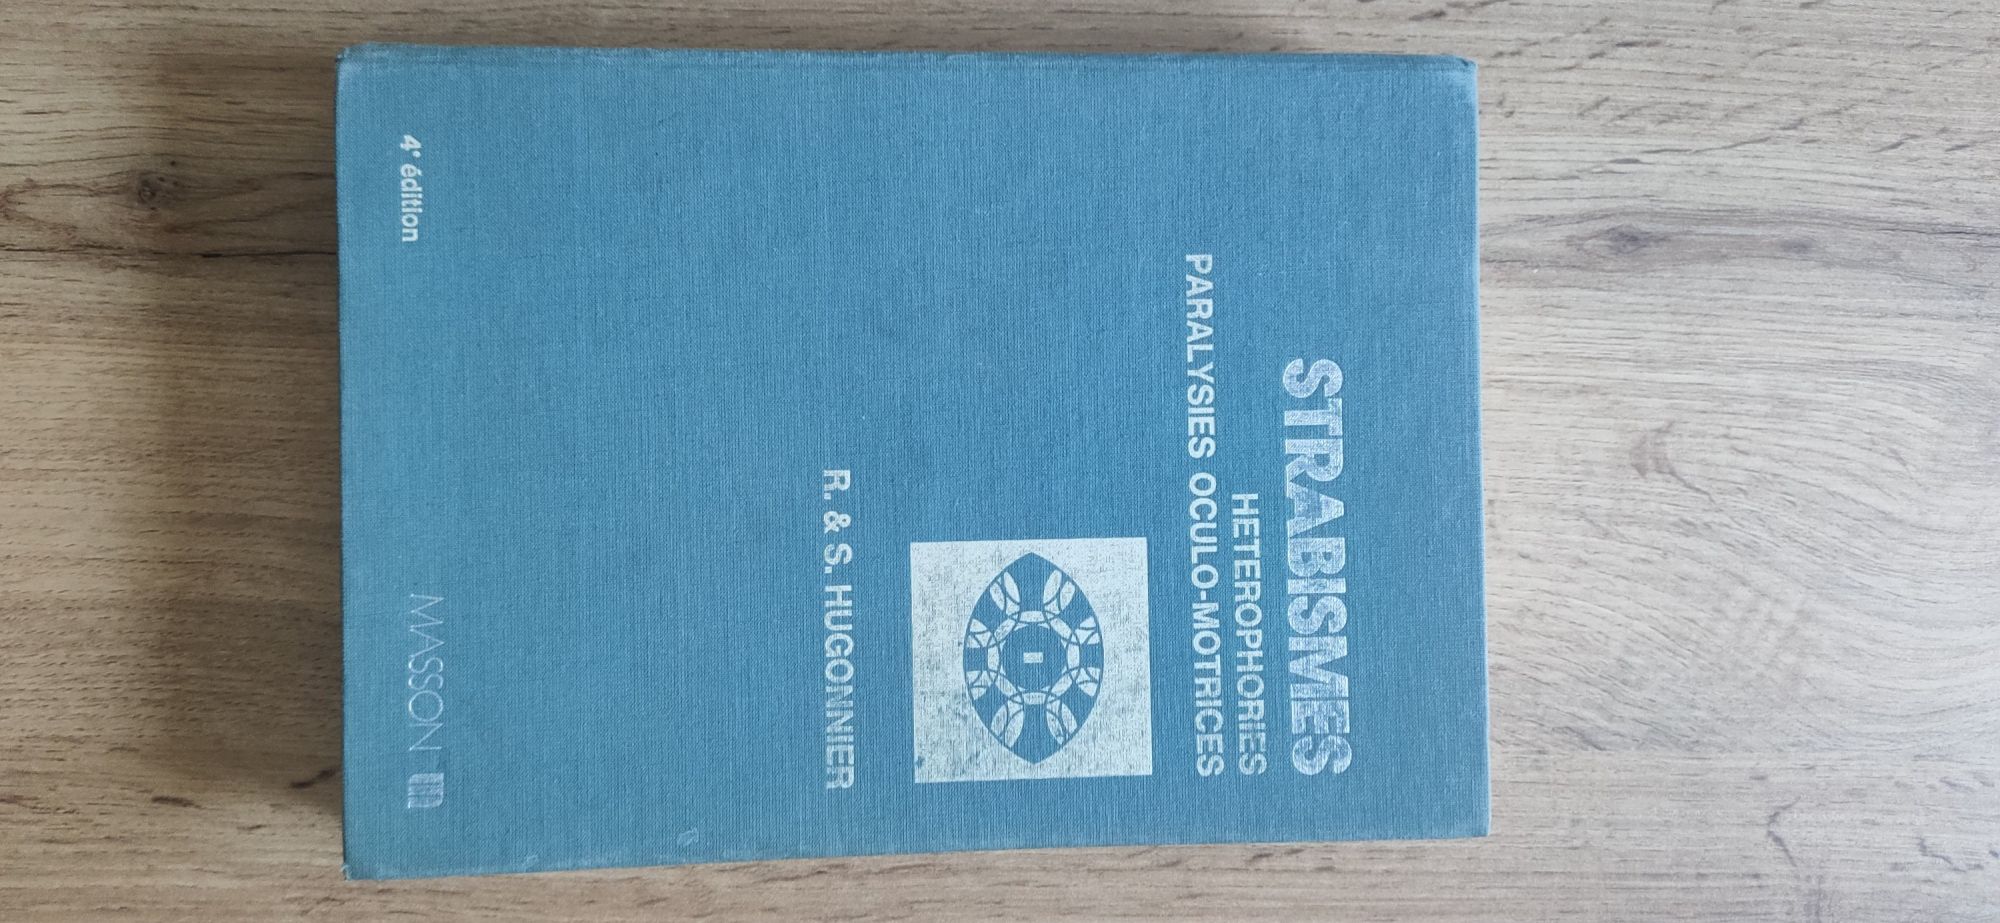 STRABISMES
HETEROPHORIES
PARALYSIES OCULO-MOTRICES
R. & S. HUGONNIER
4e édition
MASSON